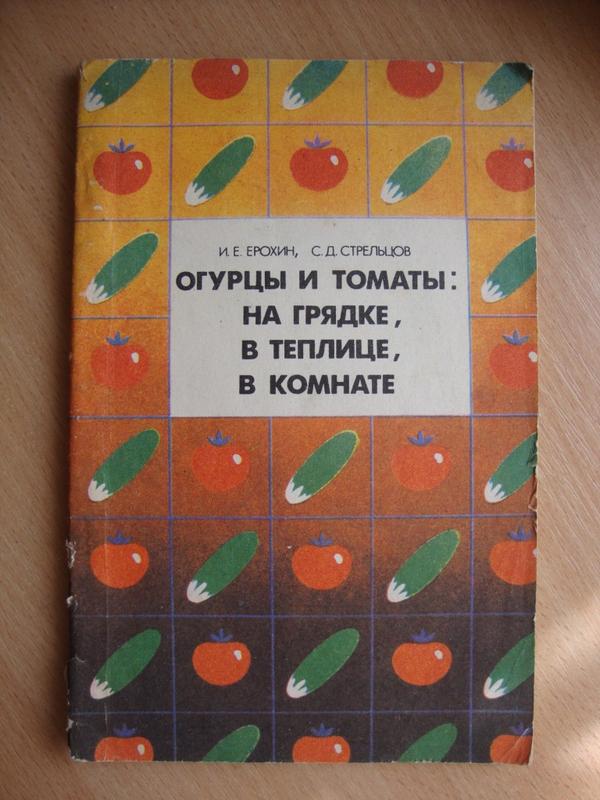 И. Е. ЕРОХИН, С. Д. СТРЕЛЬЦОВ
ОГУРЦЫ И ТОМАТЫ:
НА ГРЯДКЕ,
В ТЕПЛИЦЕ,
В КОМНАТЕ